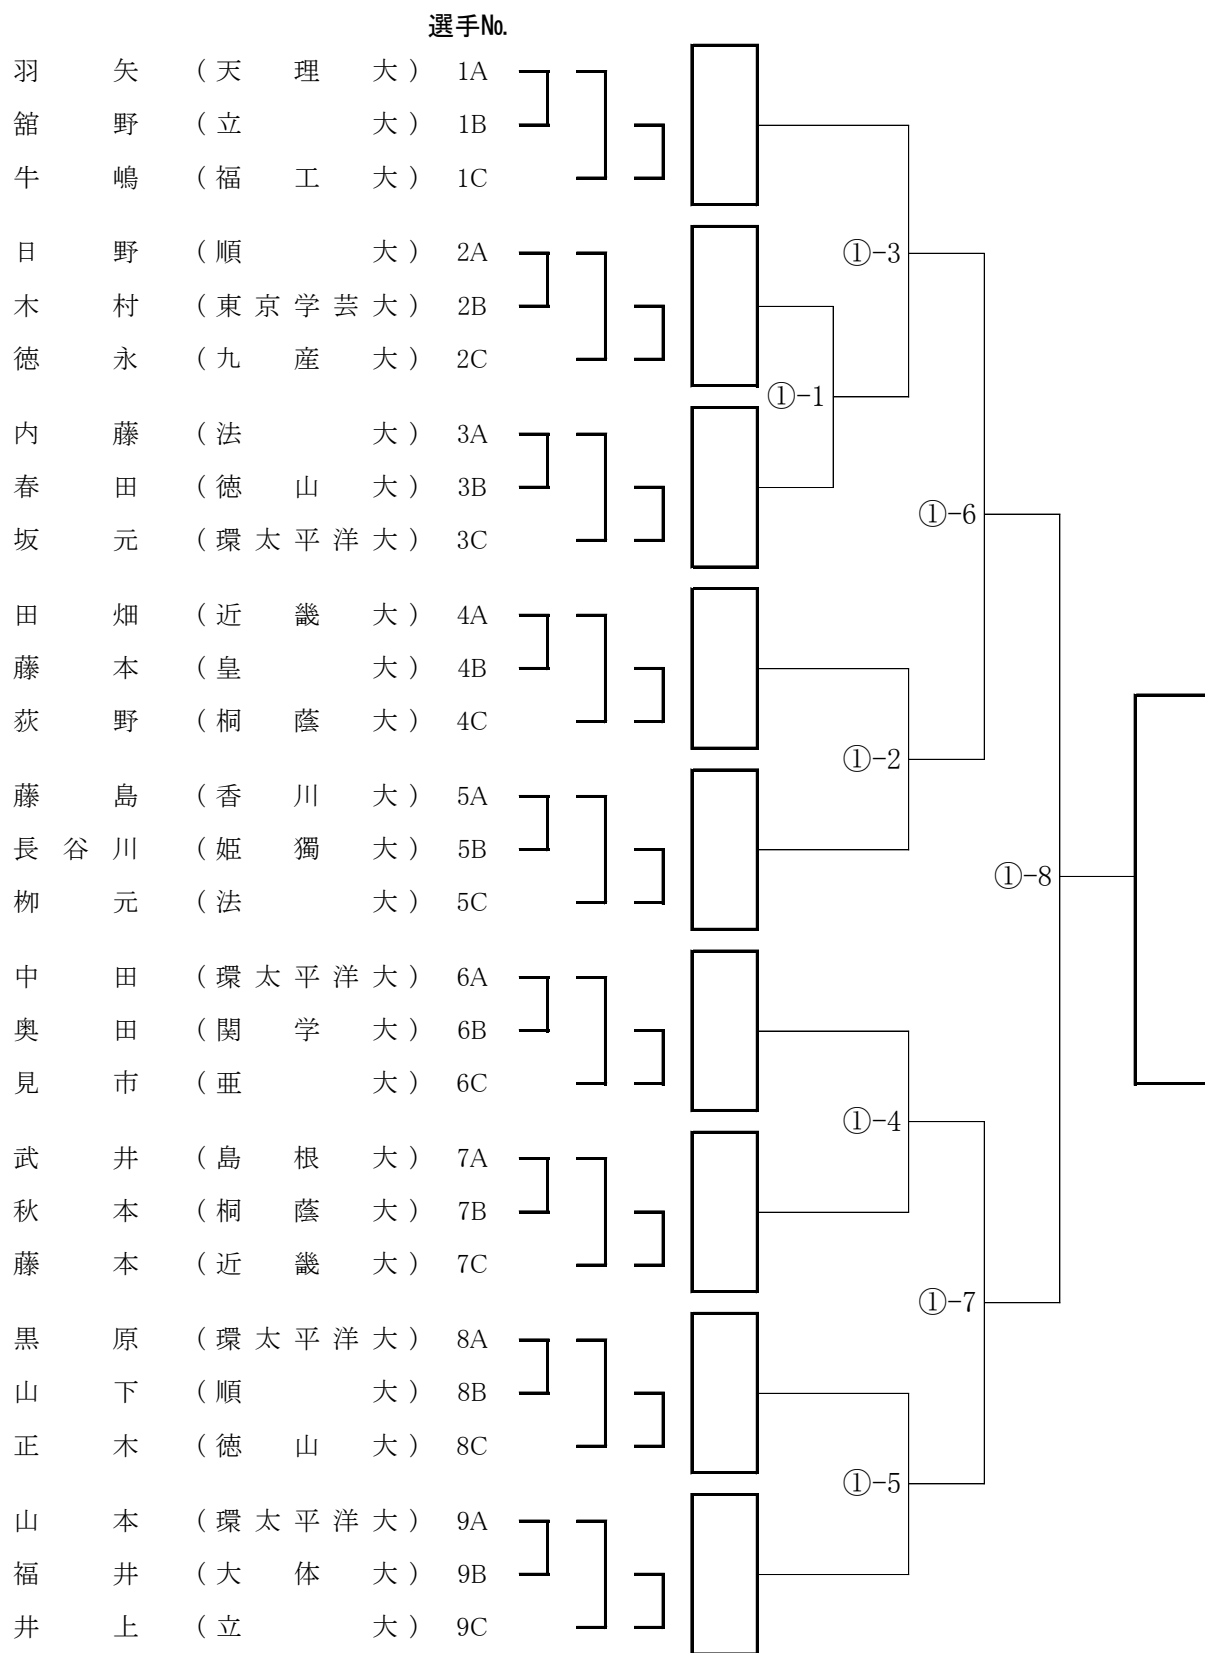 選手№
羽矢 (天理大) 1A
舘野 (立大) 1B
牛嶋 (福工大) 1C
日野 (順大) 2A
①-3
木村 (東京学芸大) 2B
徳永 (九産大) 2C
①-1
内藤 (法大) 3A
春田 (徳山大) 3B
①-6
坂元 (環太平洋大) 3C
田畑 (近畿大) 4A
藤本 (皇大) 4B
荻野 (桐蔭大) 4C
①-2
藤島 (香川大) 5A
長谷川 (姫獨大) 5B
①-8
栁元 (法大) 5C
中田 (環太平洋大) 6A
奥田 (関学大) 6B
見市 (亜大) 6C
①-4
武井 (島根大) 7A
秋本 (桐蔭大) 7B
藤本 (近畿大) 7C
①-7
黒原 (環太平洋大) 8A
山下 (順大) 8B
正木 (徳山大) 8C
①-5
山本 (環太平洋大) 9A
福井 (大体大) 9B
井上 (立大) 9C